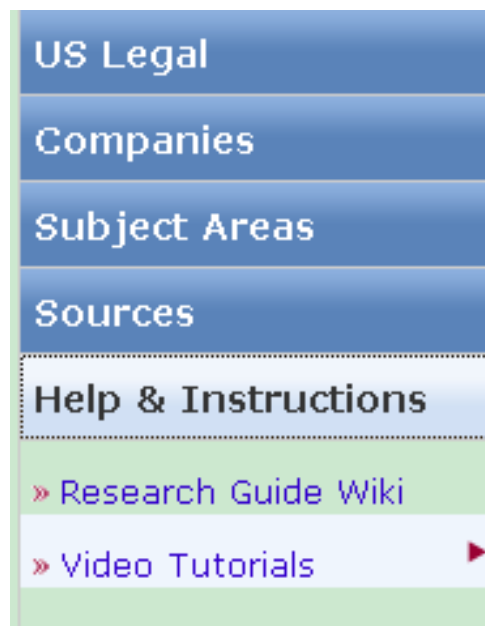 US Legal
Companies
Subject Areas
Sources
Help & Instructions
» Research Guide Wiki
» Video Tutorials